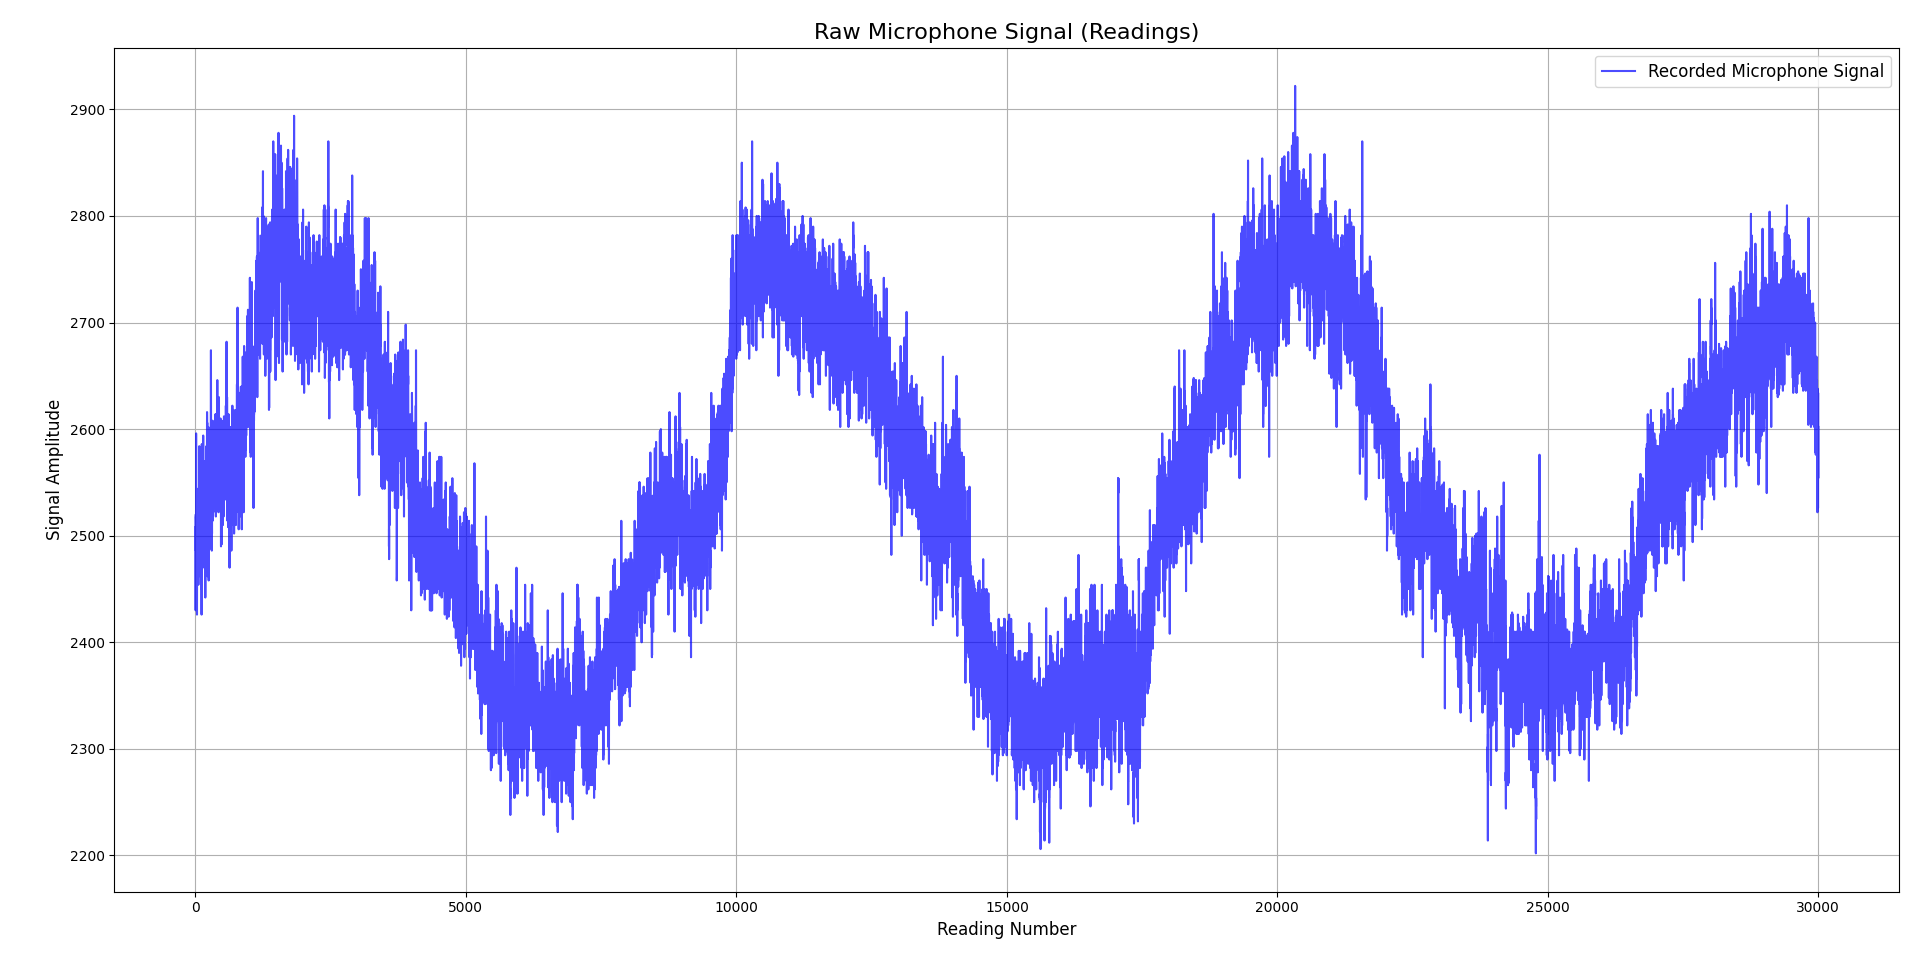 Raw Microphone Signal (Readings)
Recorded Microphone Signal
Signal Amplitude
2900
2800
2700
2600
2500
2400
2300
2200
0 5000 10000 15000 20000 25000 30000
Reading Number